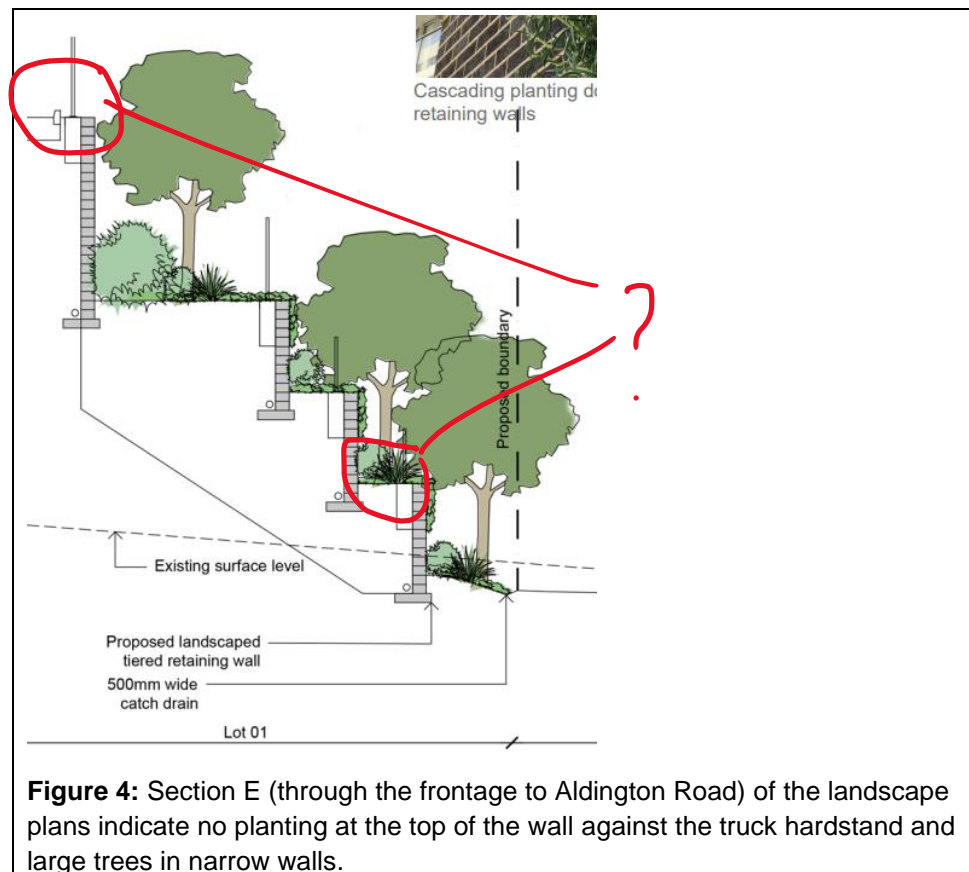 Cascading planting do
retaining walls
Proposed boundary
?
Existing surface level
Proposed landscaped
tiered retaining wall
500mm wide
catch drain
Lot 01
Figure 4: Section E (through the frontage to Aldington Road) of the landscape
plans indicate no planting at the top of the wall against the truck hardstand and
large trees in narrow walls.